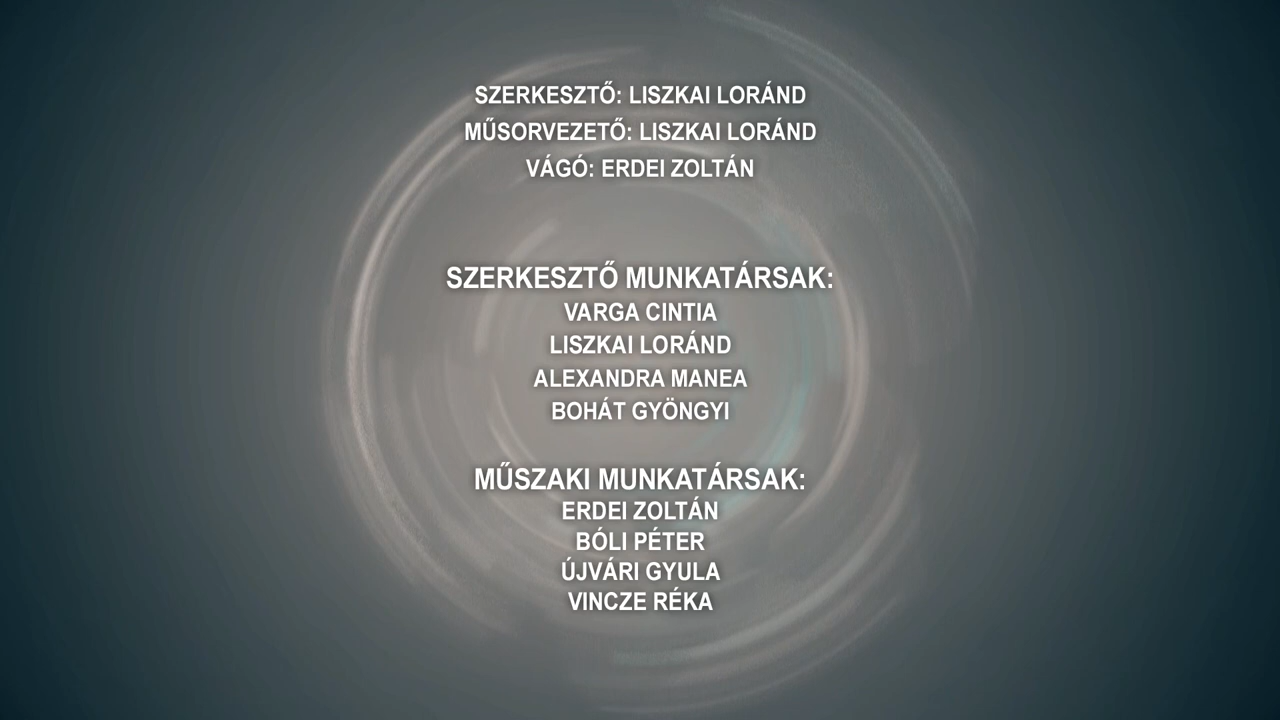 SZERKESZTŐ: LISZKAI LORÁND
MŰSORVEZETŐ: LISZKAI LORÁND
VÁGÓ: ERDEI ZOLTÁN
SZERKESZTŐ MUNKATÁRSAK:
VARGA CINTIA
LISZKAI LORÁND
ALEXANDRA MANEA
BOHÁT GYÖNGYI
MŰSZAKI MUNKATÁRSAK:
ERDEI ZOLTÁN
BÓLI PÉTER
ÚJVÁRI GYULA
VINCZE RÉKA